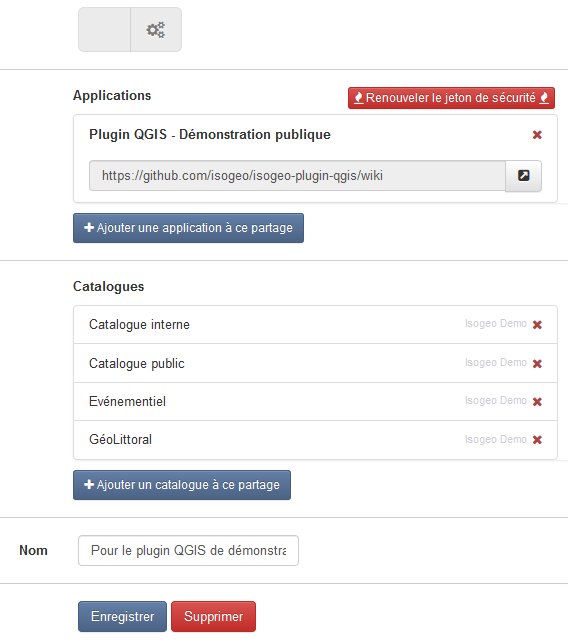 Applications
Renouveler le jeton de sécurité
Plugin QGIS - Démonstration publique
https://github.com/isogeo/isogeo-plugin-qgis/wiki
Ajouter une application à ce partage
Catalogues
Catalogue interne Isogeo Demo
Catalogue public Isogeo Demo
Evénementiel Isogeo Demo
GéoLittoral Isogeo Demo
Ajouter un catalogue à ce partage
Nom Pour le plugin QGIS de démonstra
Enregistrer Supprimer